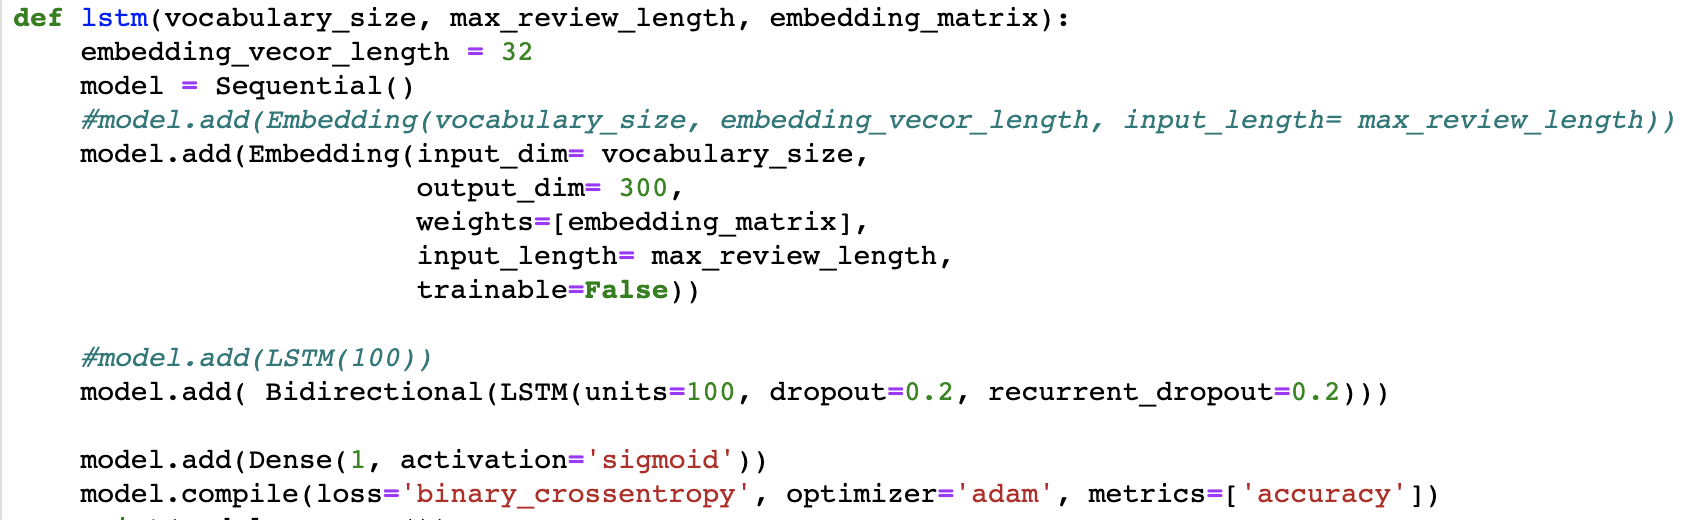 def lstm(vocabulary_size, max_review_length, embedding_matrix):
    embedding_vecor_length = 32
    model = Sequential()
    #model.add(Embedding(vocabulary_size, embedding_vecor_length, input_length= max_review_length))
    model.add(Embedding(input_dim= vocabulary_size,
                        output_dim= 300,
                        weights=[embedding_matrix],
                        input_length= max_review_length,
                        trainable=False))
    #model.add(LSTM(100))
    model.add( Bidirectional(LSTM(units=100, dropout=0.2, recurrent_dropout=0.2)))
    model.add(Dense(1, activation='sigmoid'))
    model.compile(loss='binary_crossentropy', optimizer='adam', metrics=['accuracy'])